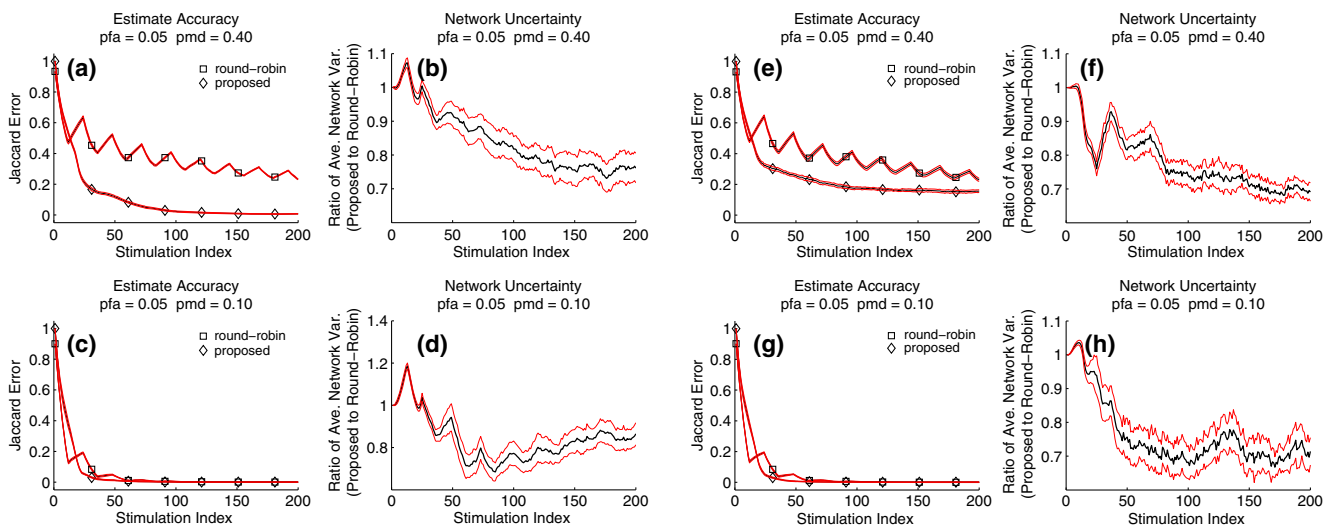 Estimate Accuracy
pfa = 0.05 pmd = 0.40
(a)
round-robin
proposed
Jaccard Error
1
0.8
0.6
0.4
0.2
0
0 50 100 150 200
Stimulation Index
Network Uncertainty
pfa = 0.05 pmd = 0.40
(b)
Ratio of Ave. Network Var.
(Proposed to Round-Robin)
1.1
1
0.9
0.8
0.7
0 50 100 150 200
Stimulation Index
Estimate Accuracy
pfa = 0.05 pmd = 0.40
(e)
round-robin
proposed
Jaccard Error
1
0.8
0.6
0.4
0.2
0
0 50 100 150 200
Stimulation Index
Network Uncertainty
pfa = 0.05 pmd = 0.40
(f)
Ratio of Ave. Network Var.
(Proposed to Round-Robin)
1.1
1
0.9
0.8
0.7
0 50 100 150 200
Stimulation Index
Estimate Accuracy
pfa = 0.05 pmd = 0.10
(c)
round-robin
proposed
Jaccard Error
1
0.8
0.6
0.4
0.2
0
0 50 100 150 200
Stimulation Index
Network Uncertainty
pfa = 0.05 pmd = 0.10
(d)
Ratio of Ave. Network Var.
(Proposed to Round-Robin)
1.4
1.2
1
0.8
0 50 100 150 200
Stimulation Index
Estimate Accuracy
pfa = 0.05 pmd = 0.10
(g)
round-robin
proposed
Jaccard Error
1
0.8
0.6
0.4
0.2
0
0 50 100 150 200
Stimulation Index
Network Uncertainty
pfa = 0.05 pmd = 0.10
(h)
Ratio of Ave. Network Var.
(Proposed to Round-Robin)
1.1
1
0.9
0.8
0.7
0 50 100 150 200
Stimulation Index